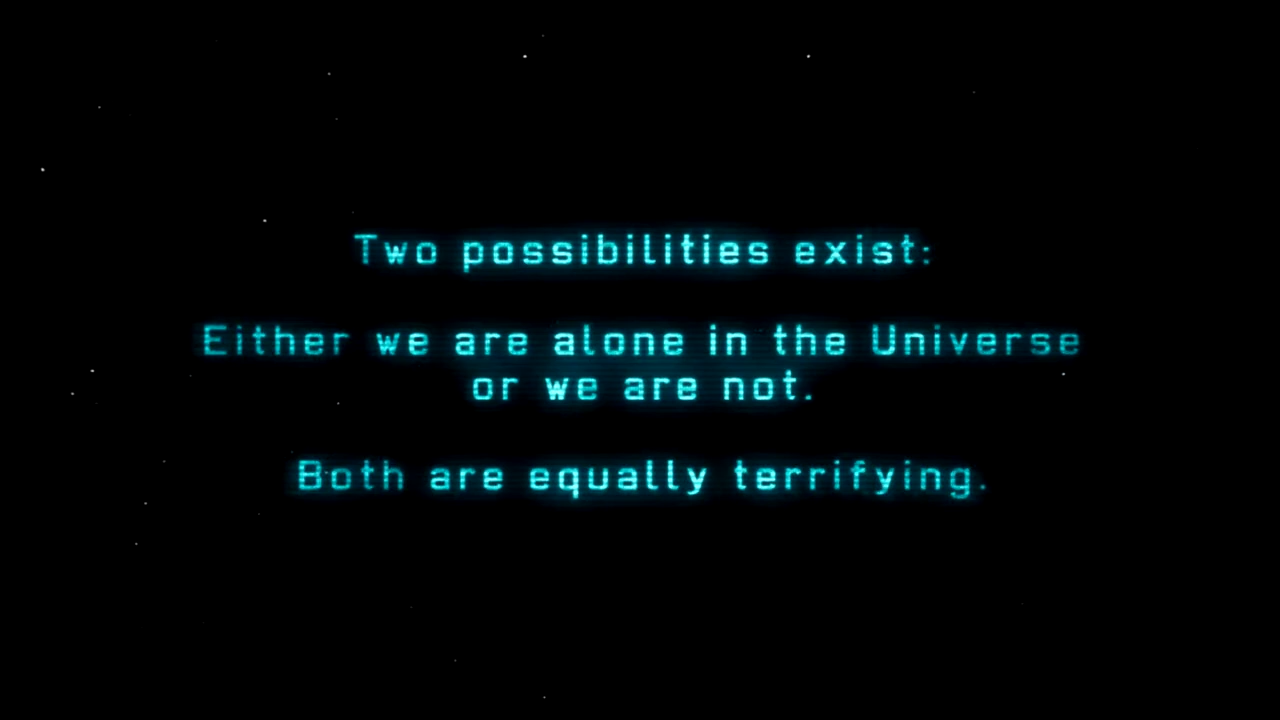 Two possibilities exist:
Either we are alone in the Universe
or we are not.
Both are equally terrifying.